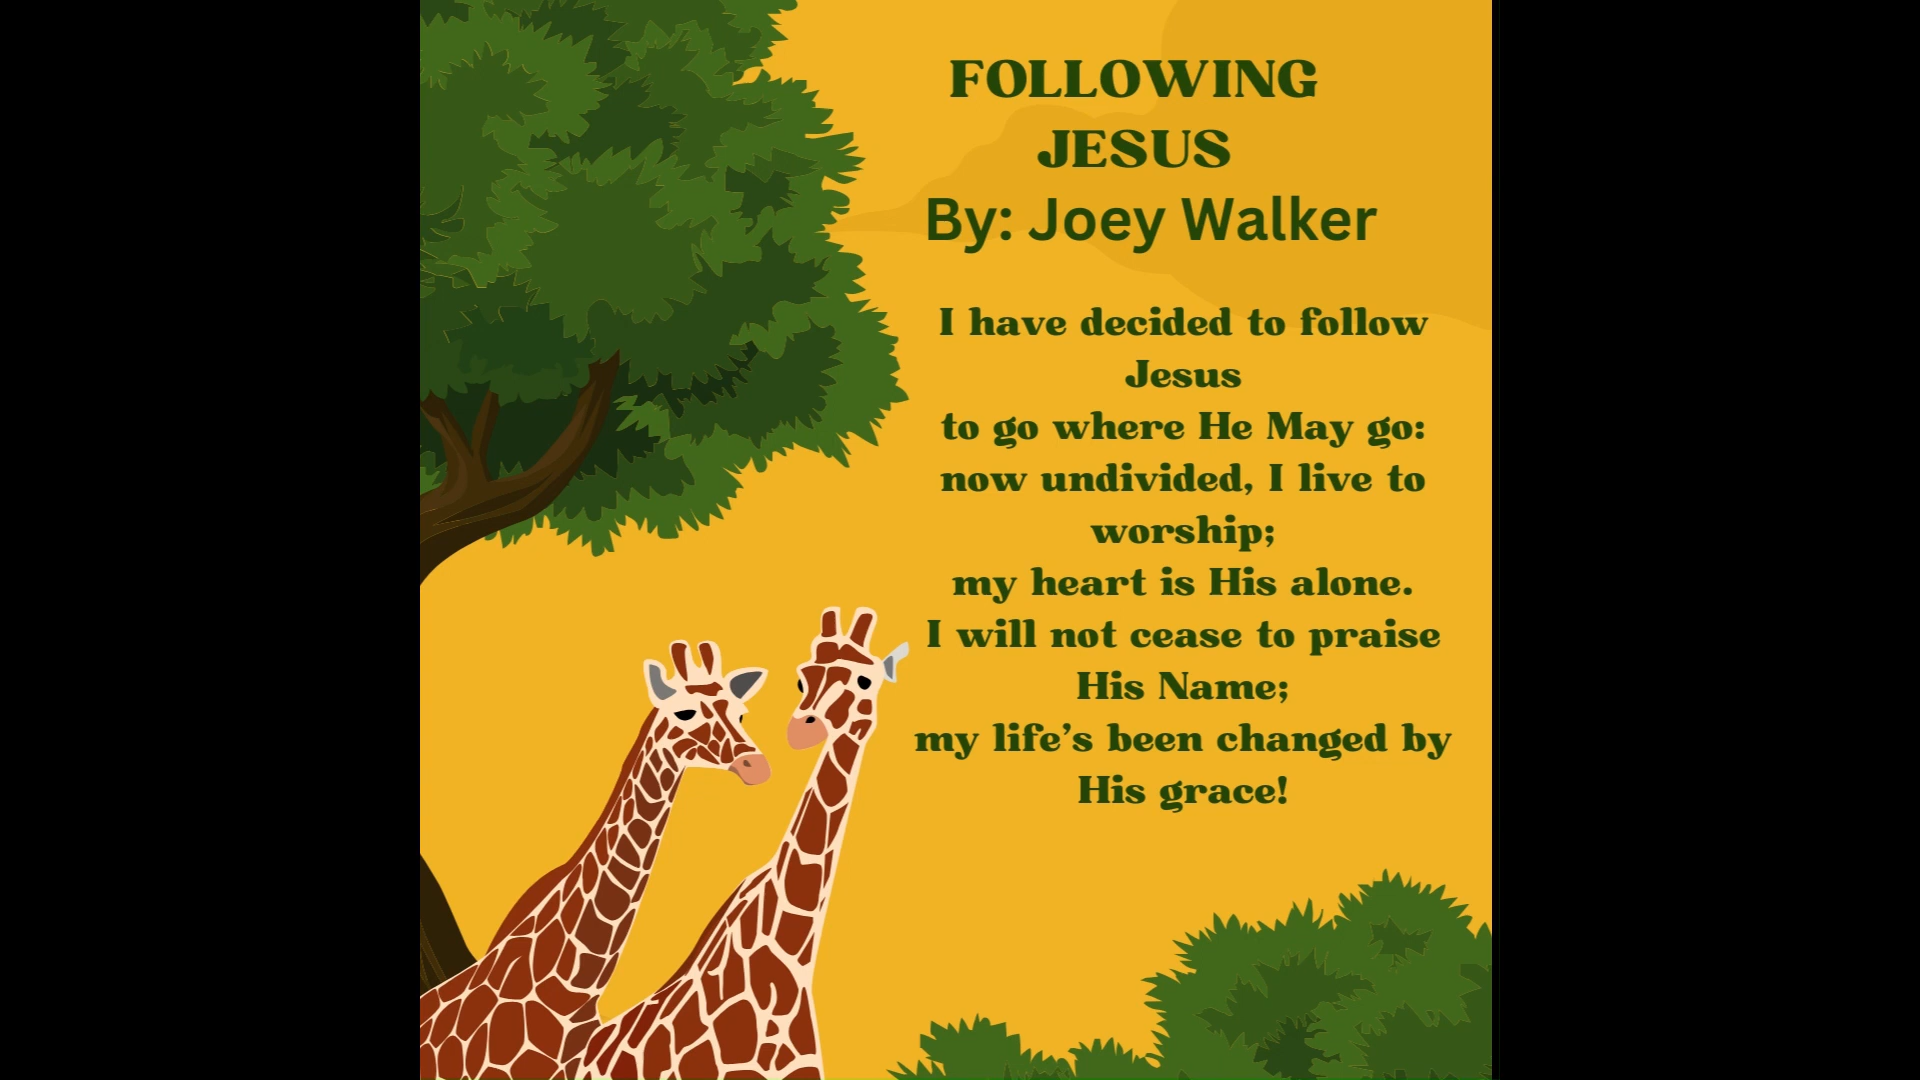 FOLLOWING
JESUS
By: Joey Walker
I have decided to follow
Jesus
to go where He May go:
now undivided, I live to
worship;
my heart is His alone.
I will not cease to praise
His Name;
my life’s been changed by
His grace!